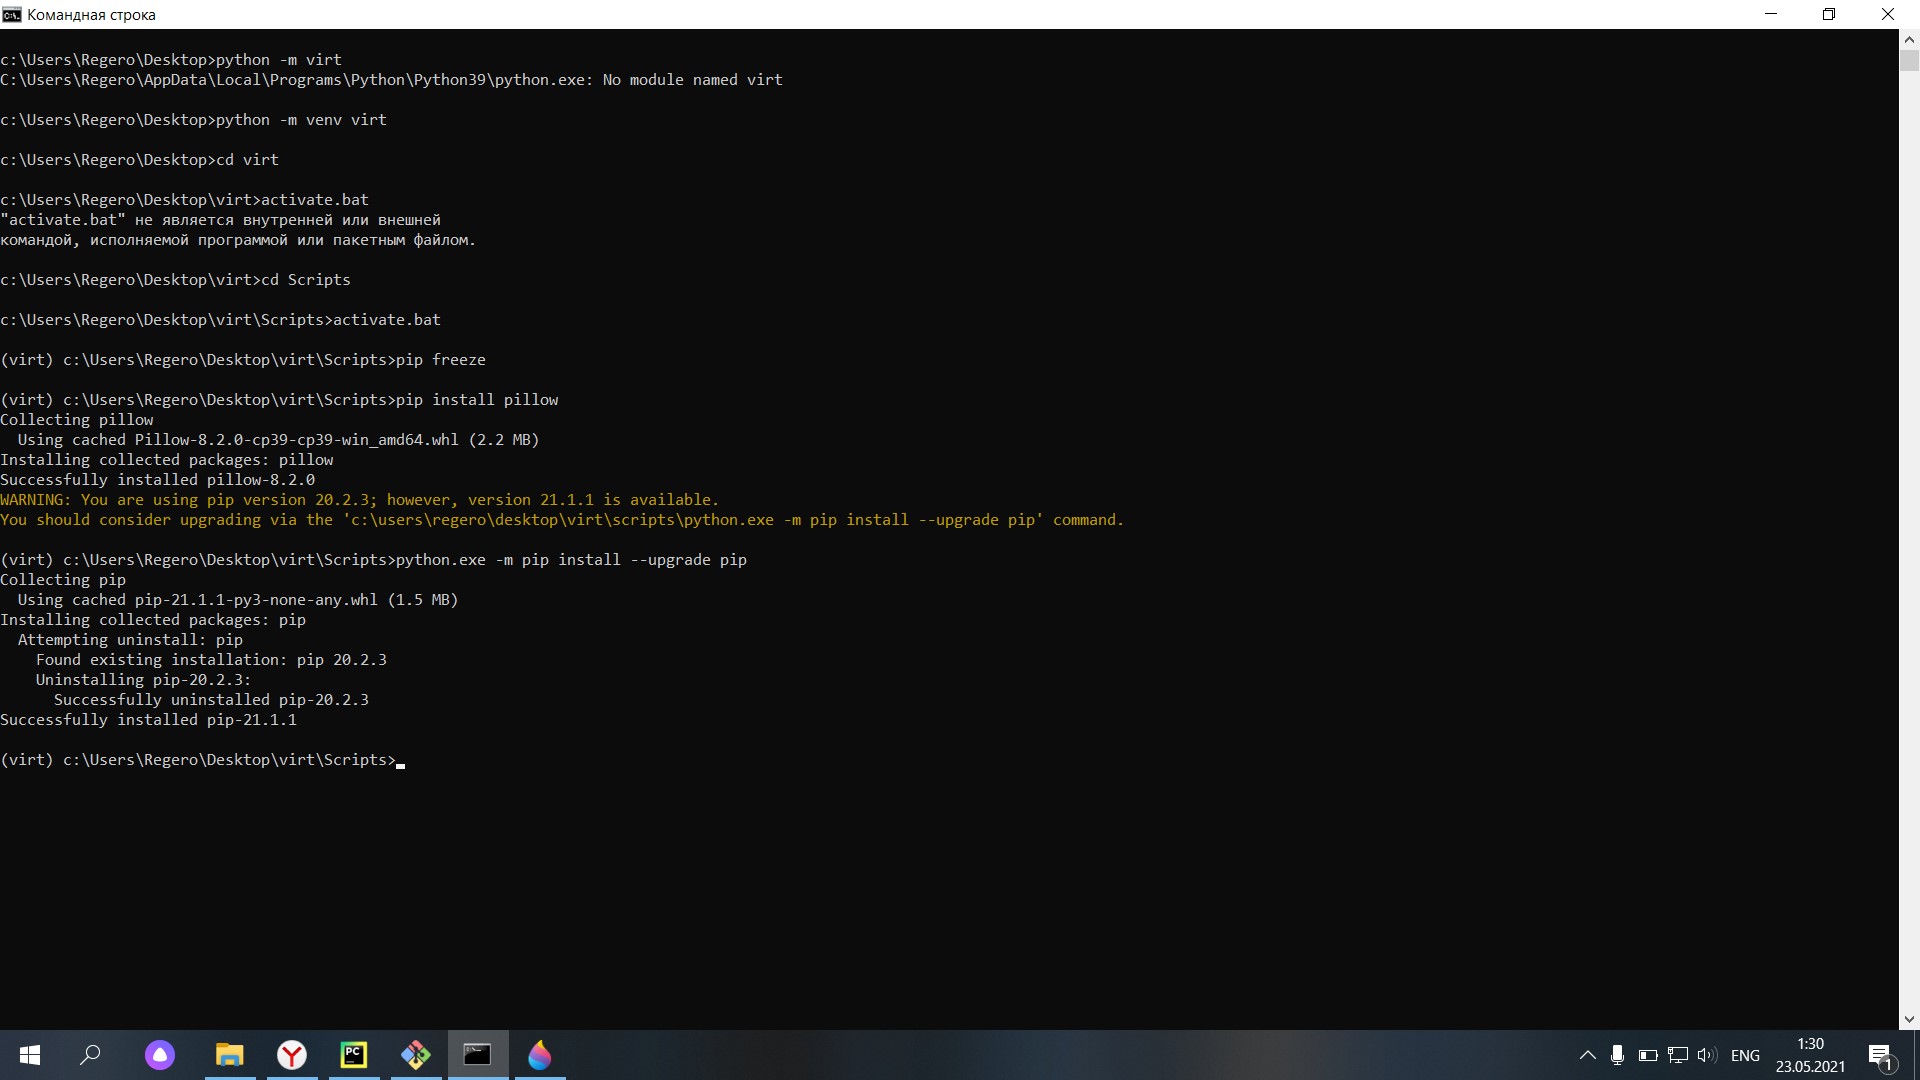 Командная строка
c:\Users\Regero\Desktop>python -m virt
C:\Users\Regero\AppData\Local\Programs\Python\Python39\python.exe: No module named virt
c:\Users\Regero\Desktop>python -m venv virt
c:\Users\Regero\Desktop>cd virt
c:\Users\Regero\Desktop\virt>activate.bat
"activate.bat" не является внутренней или внешней
командой, исполняемой программой или пакетным файлом.
c:\Users\Regero\Desktop\virt>cd Scripts
c:\Users\Regero\Desktop\virt\Scripts>activate.bat
(virt) c:\Users\Regero\Desktop\virt\Scripts>pip freeze
(virt) c:\Users\Regero\Desktop\virt\Scripts>pip install pillow
Collecting pillow
  Using cached Pillow-8.2.0-cp39-cp39-win_amd64.whl (2.2 MB)
Installing collected packages: pillow
Successfully installed pillow-8.2.0
WARNING: You are using pip version 20.2.3; however, version 21.1.1 is available.
You should consider upgrading via the 'c:\users\regero\desktop\virt\scripts\python.exe -m pip install --upgrade pip' command.
(virt) c:\Users\Regero\Desktop\virt\Scripts>python.exe -m pip install --upgrade pip
Collecting pip
  Using cached pip-21.1.1-py3-none-any.whl (1.5 MB)
Installing collected packages: pip
  Attempting uninstall: pip
    Found existing installation: pip 20.2.3
    Uninstalling pip-20.2.3:
      Successfully uninstalled pip-20.2.3
Successfully installed pip-21.1.1
(virt) c:\Users\Regero\Desktop\virt\Scripts>
PC
ENG
1:30
23.05.2021
1